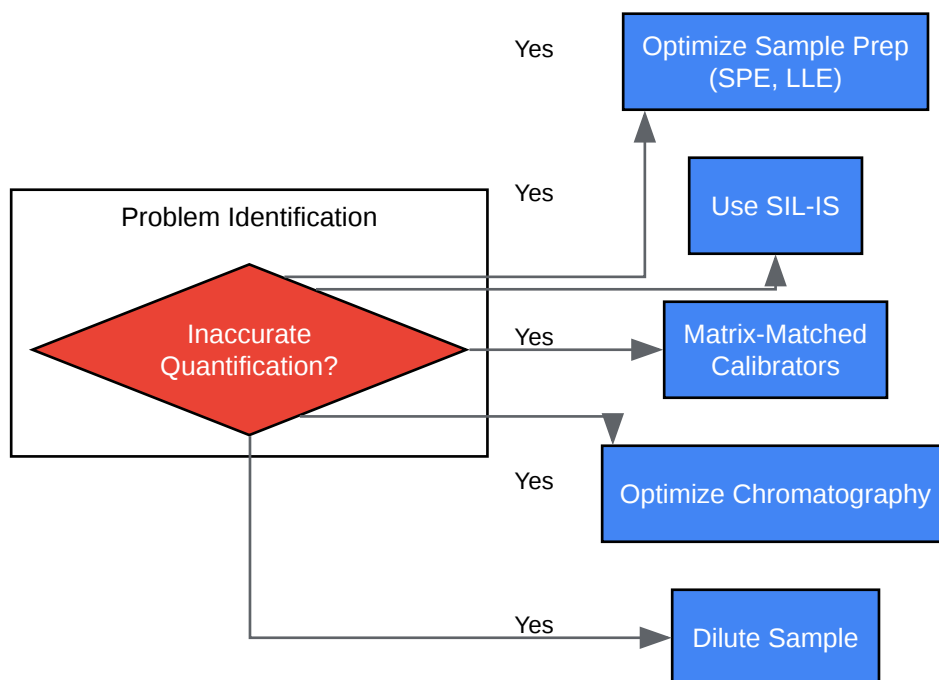 Yes
Optimize Sample Prep
(SPE, LLE)
Yes
Use SIL-IS
Problem Identification
Inaccurate
Quantification?
Yes
Matrix-Matched
Calibrators
Yes
Optimize Chromatography
Yes
Dilute Sample